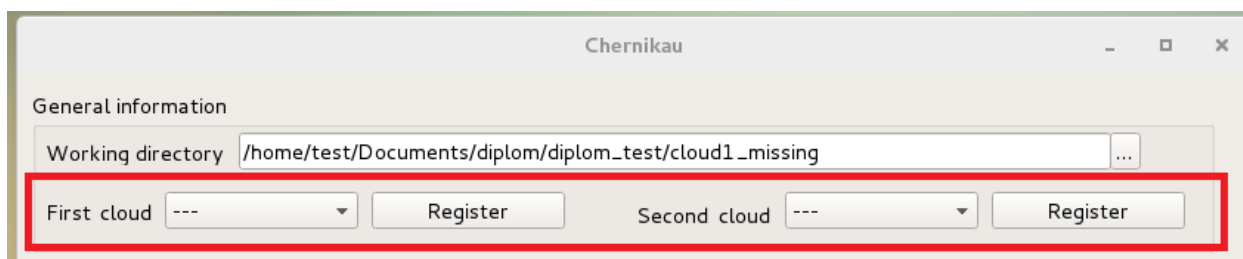 Chernikau
General information
Working directory /home/test/Documents/diplom/diplom_test/cloud1_missing ...
First cloud --- Register Second cloud --- Register